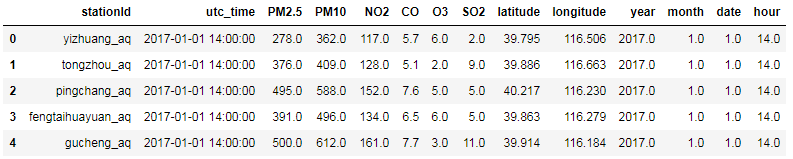 stationId utc_time PM2.5 PM10 NO2 CO O3 SO2 latitude longitude year month date hour
0 yizhuang_aq 2017-01-01 14:00:00 278.0 362.0 117.0 5.7 6.0 2.0 39.795 116.506 2017.0 1.0 1.0 14.0
1 tongzhou_aq 2017-01-01 14:00:00 376.0 409.0 128.0 5.1 2.0 9.0 39.886 116.663 2017.0 1.0 1.0 14.0
2 pingchang_aq 2017-01-01 14:00:00 495.0 588.0 152.0 7.6 5.0 5.0 40.217 116.230 2017.0 1.0 1.0 14.0
3 fengtaihuayuan_aq 2017-01-01 14:00:00 391.0 496.0 134.0 6.5 6.0 5.0 39.863 116.279 2017.0 1.0 1.0 14.0
4 gucheng_aq 2017-01-01 14:00:00 500.0 612.0 161.0 7.7 3.0 11.0 39.914 116.184 2017.0 1.0 1.0 14.0